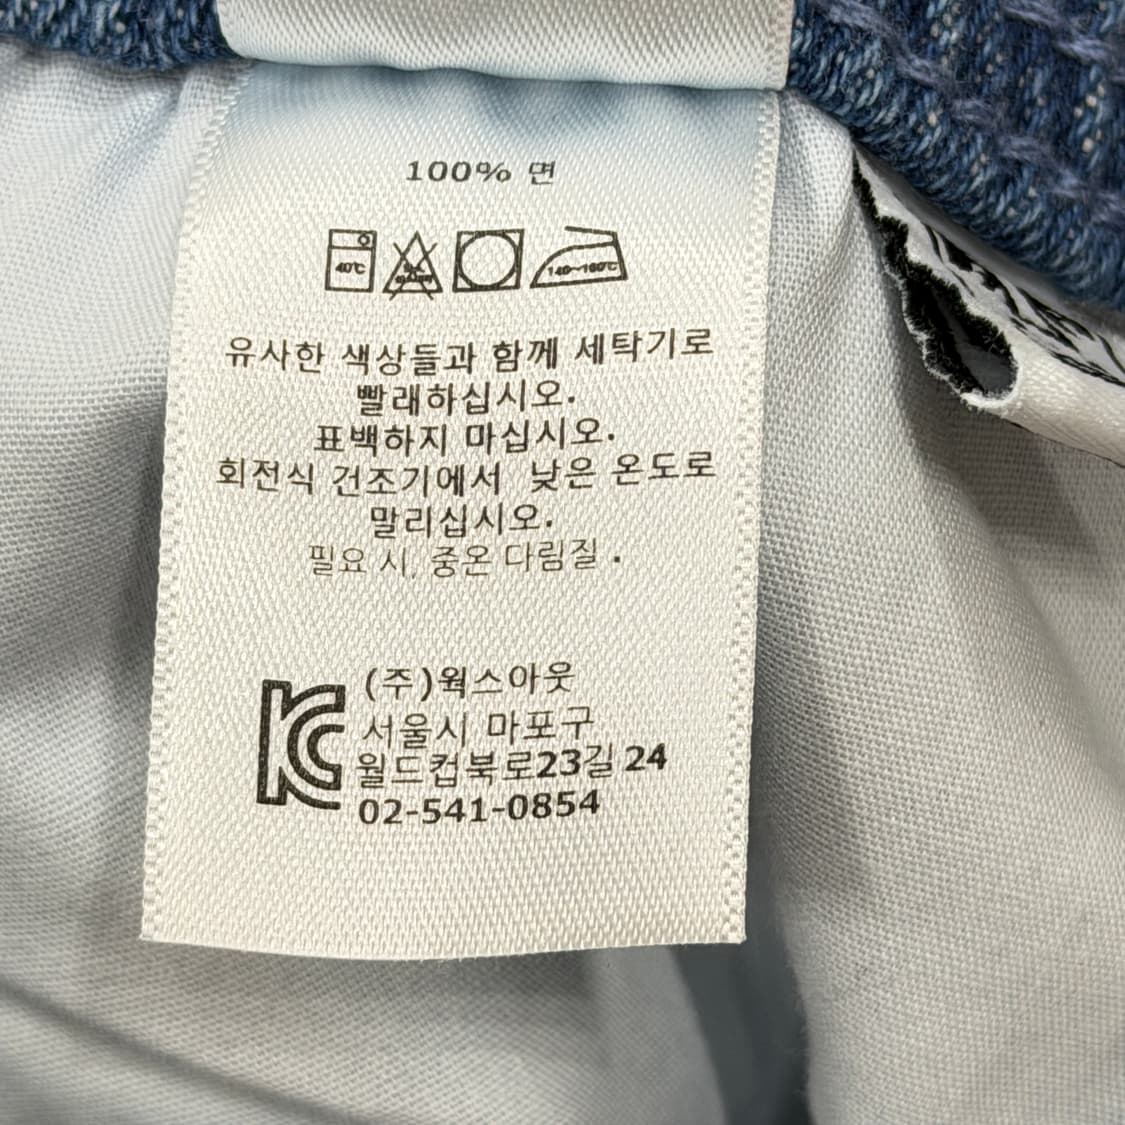 100% 면
40℃ 140~160℃
유사한 색상들과 함께 세탁기로
빨래하십시오.
표백하지 마십시오.
회전식 건조기에서 낮은 온도로
말리십시오.
필요 시, 중온 다림질 .
(주)웍스아웃
서울시 마포구
월드컵북로23길 24
02-541-0854